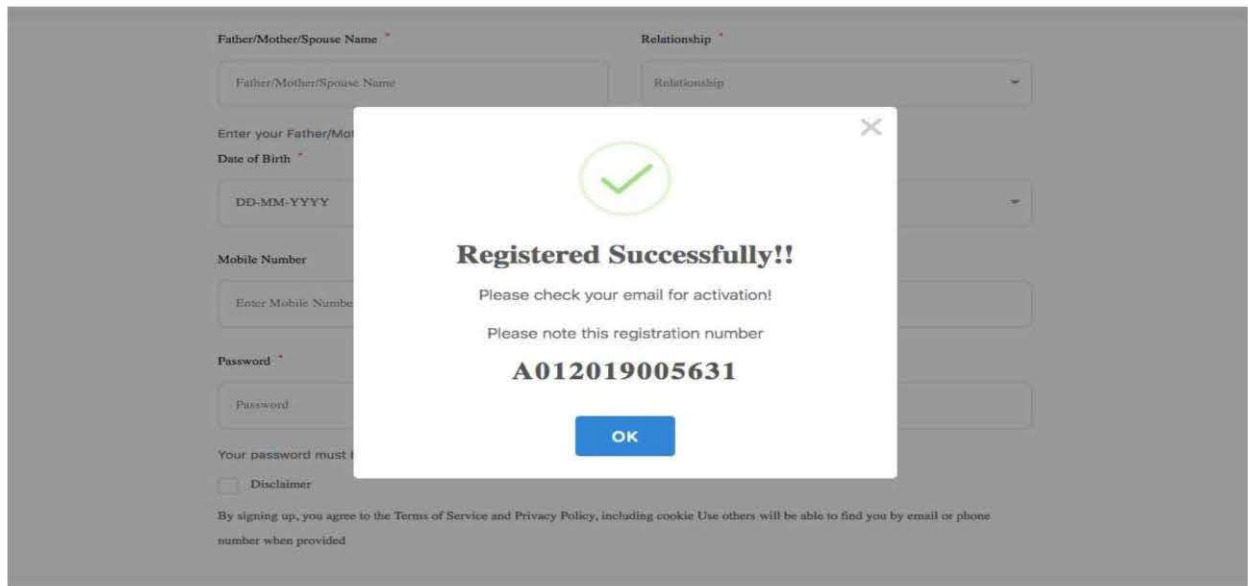 Father/Mother/Spouse Name *
Relationship *
Father/Mother/Spouse Name
Relationship
Enter your Father/Mot
Date of Birth *
DD-MM-YYYY
Mobile Number
Enter Mobile Numbe
Password *
Password
Your password must
Disclaimer
By signing up, you agree to the Terms of Service and Privacy Policy, including cookie Use others will be able to find you by email or phone
number when provided
Registered Successfully!!
Please check your email for activation!
Please note this registration number
A012019005631
OK